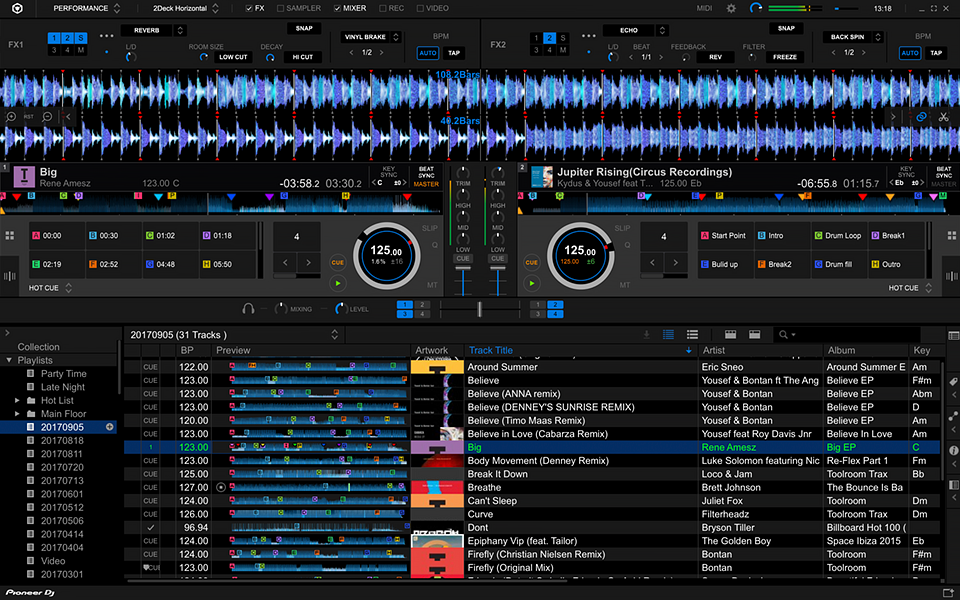 PERFORMANCE 2Deck Horizontal FX SAMPLER MIXER REC VIDEO MIDI 13:18
FX1 1 2 S 3 4 M REVERB SNAP L/D ROOM SIZE LOW CUT DECAY HI CUT VINYL BRAKE 1/2 BPM AUTO TAP
FX2 1 2 S 3 4 M ECHO SNAP L/D BEAT 1/1 FEEDBACK REV FILTER FREEZE BACK SPIN 1/2 BPM AUTO TAP
108.2Bars
RST
40.2Bars
1 Big
Rene Amesz 123.00 C -03:58.2 03:30.2
KEY SYNC C ±0 BEAT SYNC MASTER
2 Jupiter Rising(Circus Recordings)
Kydus & Yousef feat T... 125.00 Eb -06:55.8 01:15.7
KEY SYNC Eb ±0 BEAT SYNC MASTER
TRIM HIGH MID LOW CUE
TRIM HIGH MID LOW CUE
A 00:00 B 00:30 C 01:02 D 01:18
E 02:19 F 02:52 G 04:48 H 05:50
HOT CUE
4
CUE
125.00
1.6% ±16
SLIP Q MT
CUE
125.00
125.00 ±6
SLIP Q MT
4
A Start Point B Intro C Drum Loop D Break1
E Build up F Break2 G Drum fill H Outro
HOT CUE
MIXING LEVEL 1 2 3 4 1 2 3 4
Collection
Playlists
Party Time
Late Night
Hot List
Main Floor
20170905
20170818
20170811
20170720
20170713
20170601
20170512
20170506
20170414
20170404
Video
20170301
20170905 (31 Tracks )
BP Preview Artwork Track Title Artist Album Key
CUE 122.00 Around Summer Eric Sneo Around Summer E Am
CUE 123.00 Believe Yousef & Bontan ft The Ang Believe EP F#m
CUE 123.00 Believe (ANNA remix) Yousef & Bontan Believe EP Abm
CUE 123.00 Believe (DENNEY'S SUNRISE REMIX) Yousef & Bontan Believe EP D
CUE 120.00 Believe (Timo Maas Remix) Yousef & Bontan Believe EP Am
CUE 123.00 Believe in Love (Cabarza Remix) Yousef feat Roy Davis Jnr Believe In Love Am
1 123.00 Big Rene Amesz Big EP C
CUE 123.00 Body Movement (Denney Remix) Luke Solomon featuring Nic Re-Flex Part 1 Fm
CUE 125.00 Break It Down Loco & Jam Toolroom Trax Bb
CUE 127.00 Breathe Brett Johnson The Bounce Is Ba
CUE 124.00 Can't Sleep Juliet Fox Toolroom Dm
CUE 126.00 Curve Filterheadz Toolroom Trax Dm
96.94 Dont Bryson Tiller Billboard Hot 100 (
CUE 124.00 Epiphany Vip (feat. Tailor) The Golden Boy Space Ibiza 2015 Eb
CUE 124.00 Firefly (Christian Nielsen Remix) Bontan Toolroom F#m
CUE 123.00 Firefly (Original Mix) Bontan Toolroom F#m
Pioneer Dj